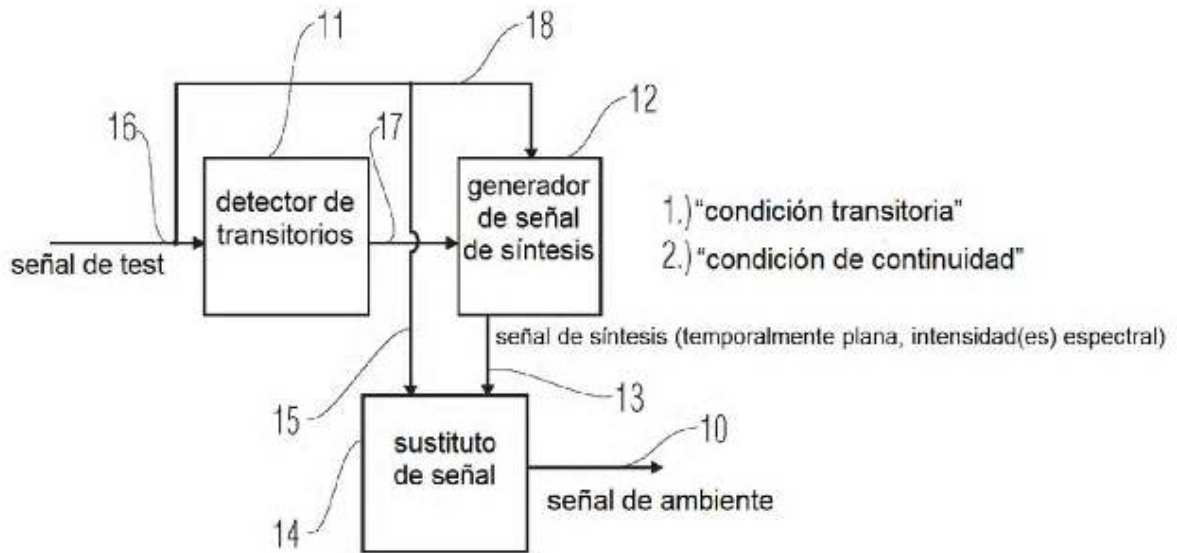 11
18
12
16
17
detector de
transitorios
generador
de señal
de síntesis
1.) “condición transitoria”
2.) “condición de continuidad”
señal de test
señal de síntesis (temporalmente plana, intensidad(es) espectral)
15
13
10
sustituto
de señal
señal de ambiente
14